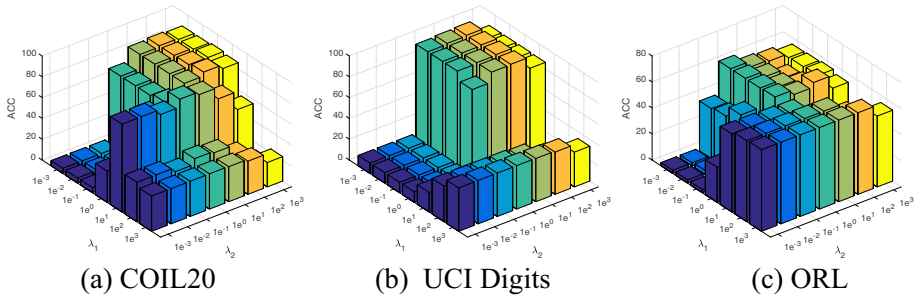 ACC
100
80
60
40
20
0
1e⁻³
1e⁻²
1e⁻¹
1e⁰
1e¹
1e²
1e³
λ₁
1e⁻³
1e⁻²
1e⁻¹
1e⁰
1e¹
1e²
1e³
λ₂
(a) COIL20
ACC
100
80
60
40
20
0
1e⁻³
1e⁻²
1e⁻¹
1e⁰
1e¹
1e²
1e³
λ₁
1e⁻³
1e⁻²
1e⁻¹
1e⁰
1e¹
1e²
1e³
λ₂
(b) UCI Digits
ACC
80
60
40
20
0
1e⁻³
1e⁻²
1e⁻¹
1e⁰
1e¹
1e²
1e³
λ₁
1e⁻³
1e⁻²
1e⁻¹
1e⁰
1e¹
1e²
1e³
λ₂
(c) ORL